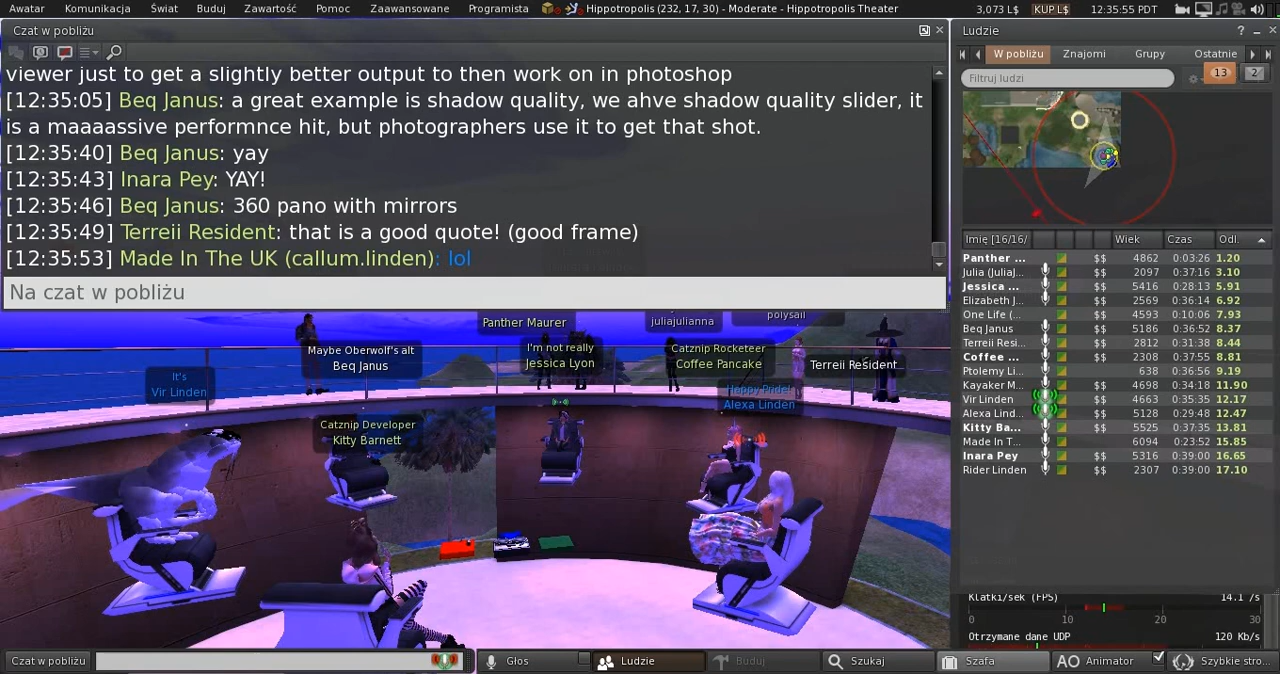 Awatar Komunikacja Świat Buduj Zawartość Pomoc Zaawansowane Programista Hippotropolis (232, 17, 30) - Moderate - Hippotropolis Theater 3,073 L$ KUP L$ 12:35:55 PDT
Czat w pobliżu
viewer just to get a slightly better output to then work on in photoshop
[12:35:05] Beq Janus: a great example is shadow quality, we ahve shadow quality slider, it
is a maaaassive performnce hit, but photographers use it to get that shot.
[12:35:40] Beq Janus: yay
[12:35:43] Inara Pey: YAY!
[12:35:46] Beq Janus: 360 pano with mirrors
[12:35:49] Terreii Resident: that is a good quote! (good frame)
[12:35:53] Made In The UK (callum.linden): lol
Na czat w pobliżu
Panther Maurer
juliajulianna
polysail
Maybe Oberwolf's alt
Beq Janus
I'm not really
Jessica Lyon
Catznip Rocketeer
Coffee Pancake
Terreii Resident
It's
Vir Linden
Happy Pride!
Alexa Linden
Catznip Developer
Kitty Barnett
Ludzie
W pobliżu Znajomi Grupy Ostatnie
Filtruj ludzi 13 2
Imię [16/16/ Wiek Czas Odl.
Panther ... $$ 4862 0:03:26 1.20
Julia (JuliaJ... $$ 2097 0:37:16 3.10
Jessica ... $$ 5416 0:28:13 5.91
Elizabeth J... $$ 2569 0:36:14 6.92
One Life (... $$ 4593 0:10:06 7.93
Beq Janus $$ 5186 0:36:52 8.37
Terreii Resi... $$ 2812 0:31:38 8.44
Coffee ... $$ 2308 0:37:55 8.81
Ptolemy Li... 638 0:36:56 9.19
Kayaker M... $$ 4698 0:34:18 11.90
Vir Linden $$ 4663 0:35:35 12.17
Alexa Lind... $$ 5128 0:29:48 12.47
Kitty Ba... $$ 5525 0:37:35 13.81
Made In T... 6094 0:23:52 15.85
Inara Pey $$ 5316 0:39:00 16.65
Rider Linden $$ 2307 0:39:00 17.10
Klatki/sek (FPS) 14.1 /s
0 10 20 30
Otrzymane dane UDP 120 Kb/s
Czat w pobliżu Głos Ludzie Buduj Szukaj Szafa AO Animator Szybkie stro...